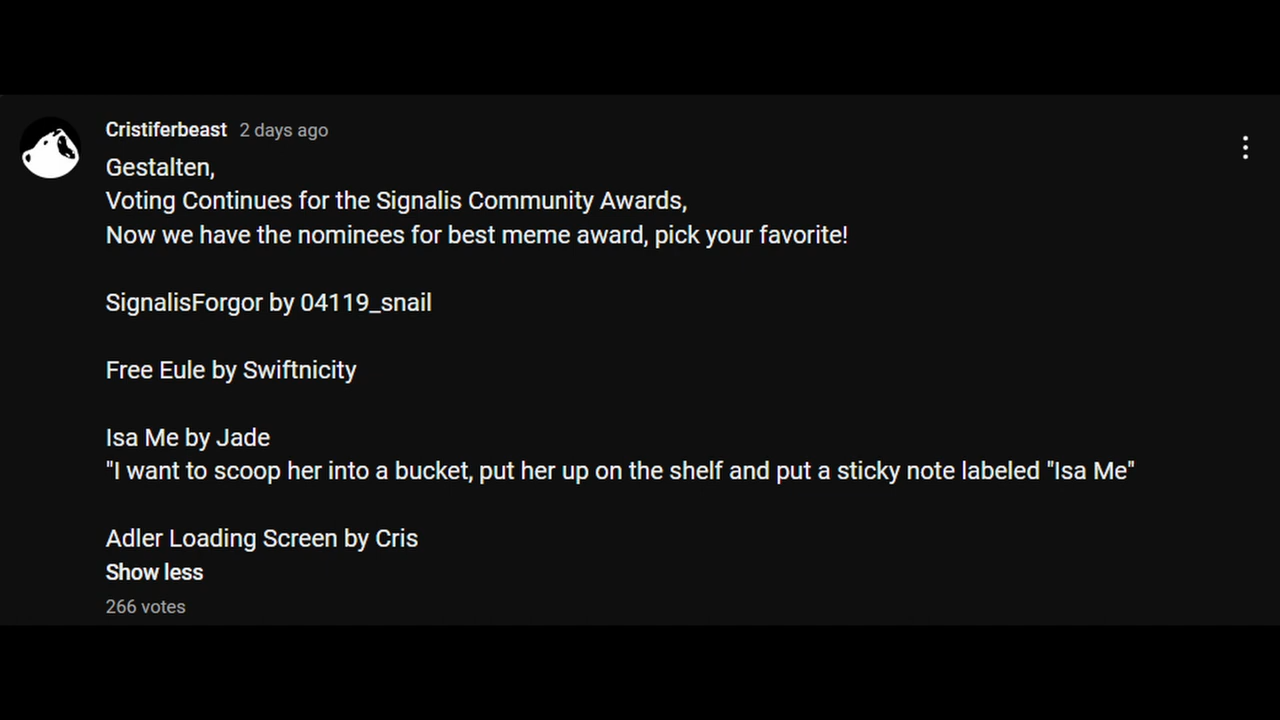 Cristiferbeast 2 days ago
Gestalten,
Voting Continues for the Signalis Community Awards,
Now we have the nominees for best meme award, pick your favorite!
SignalisForgor by 04119_snail
Free Eule by Swiftnicity
Isa Me by Jade
"I want to scoop her into a bucket, put her up on the shelf and put a sticky note labeled "Isa Me"
Adler Loading Screen by Cris
Show less
266 votes